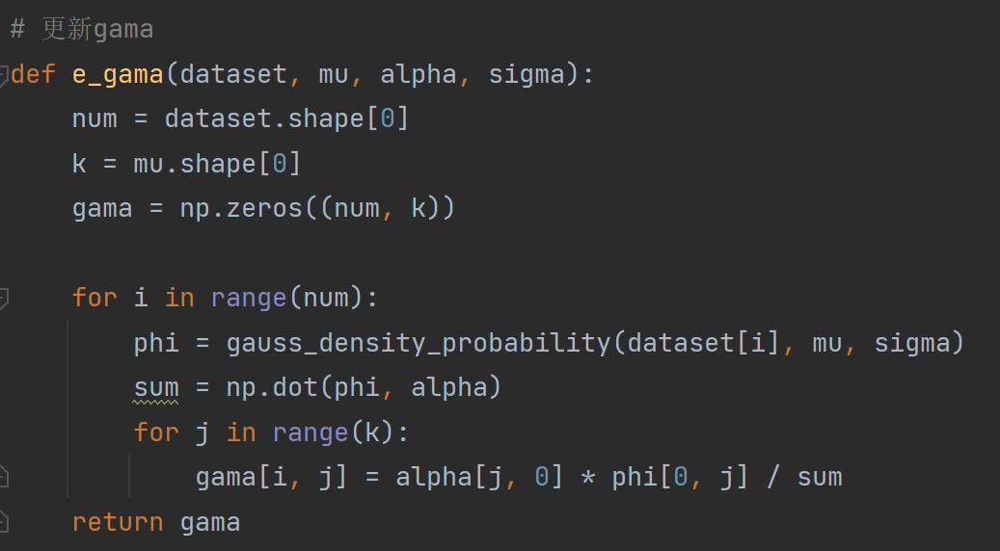 # 更新gama
def e_gama(dataset, mu, alpha, sigma):
    num = dataset.shape[0]
    k = mu.shape[0]
    gama = np.zeros((num, k))

    for i in range(num):
        phi = gauss_density_probability(dataset[i], mu, sigma)
        sum = np.dot(phi, alpha)
        for j in range(k):
            gama[i, j] = alpha[j, 0] * phi[0, j] / sum
    return gama